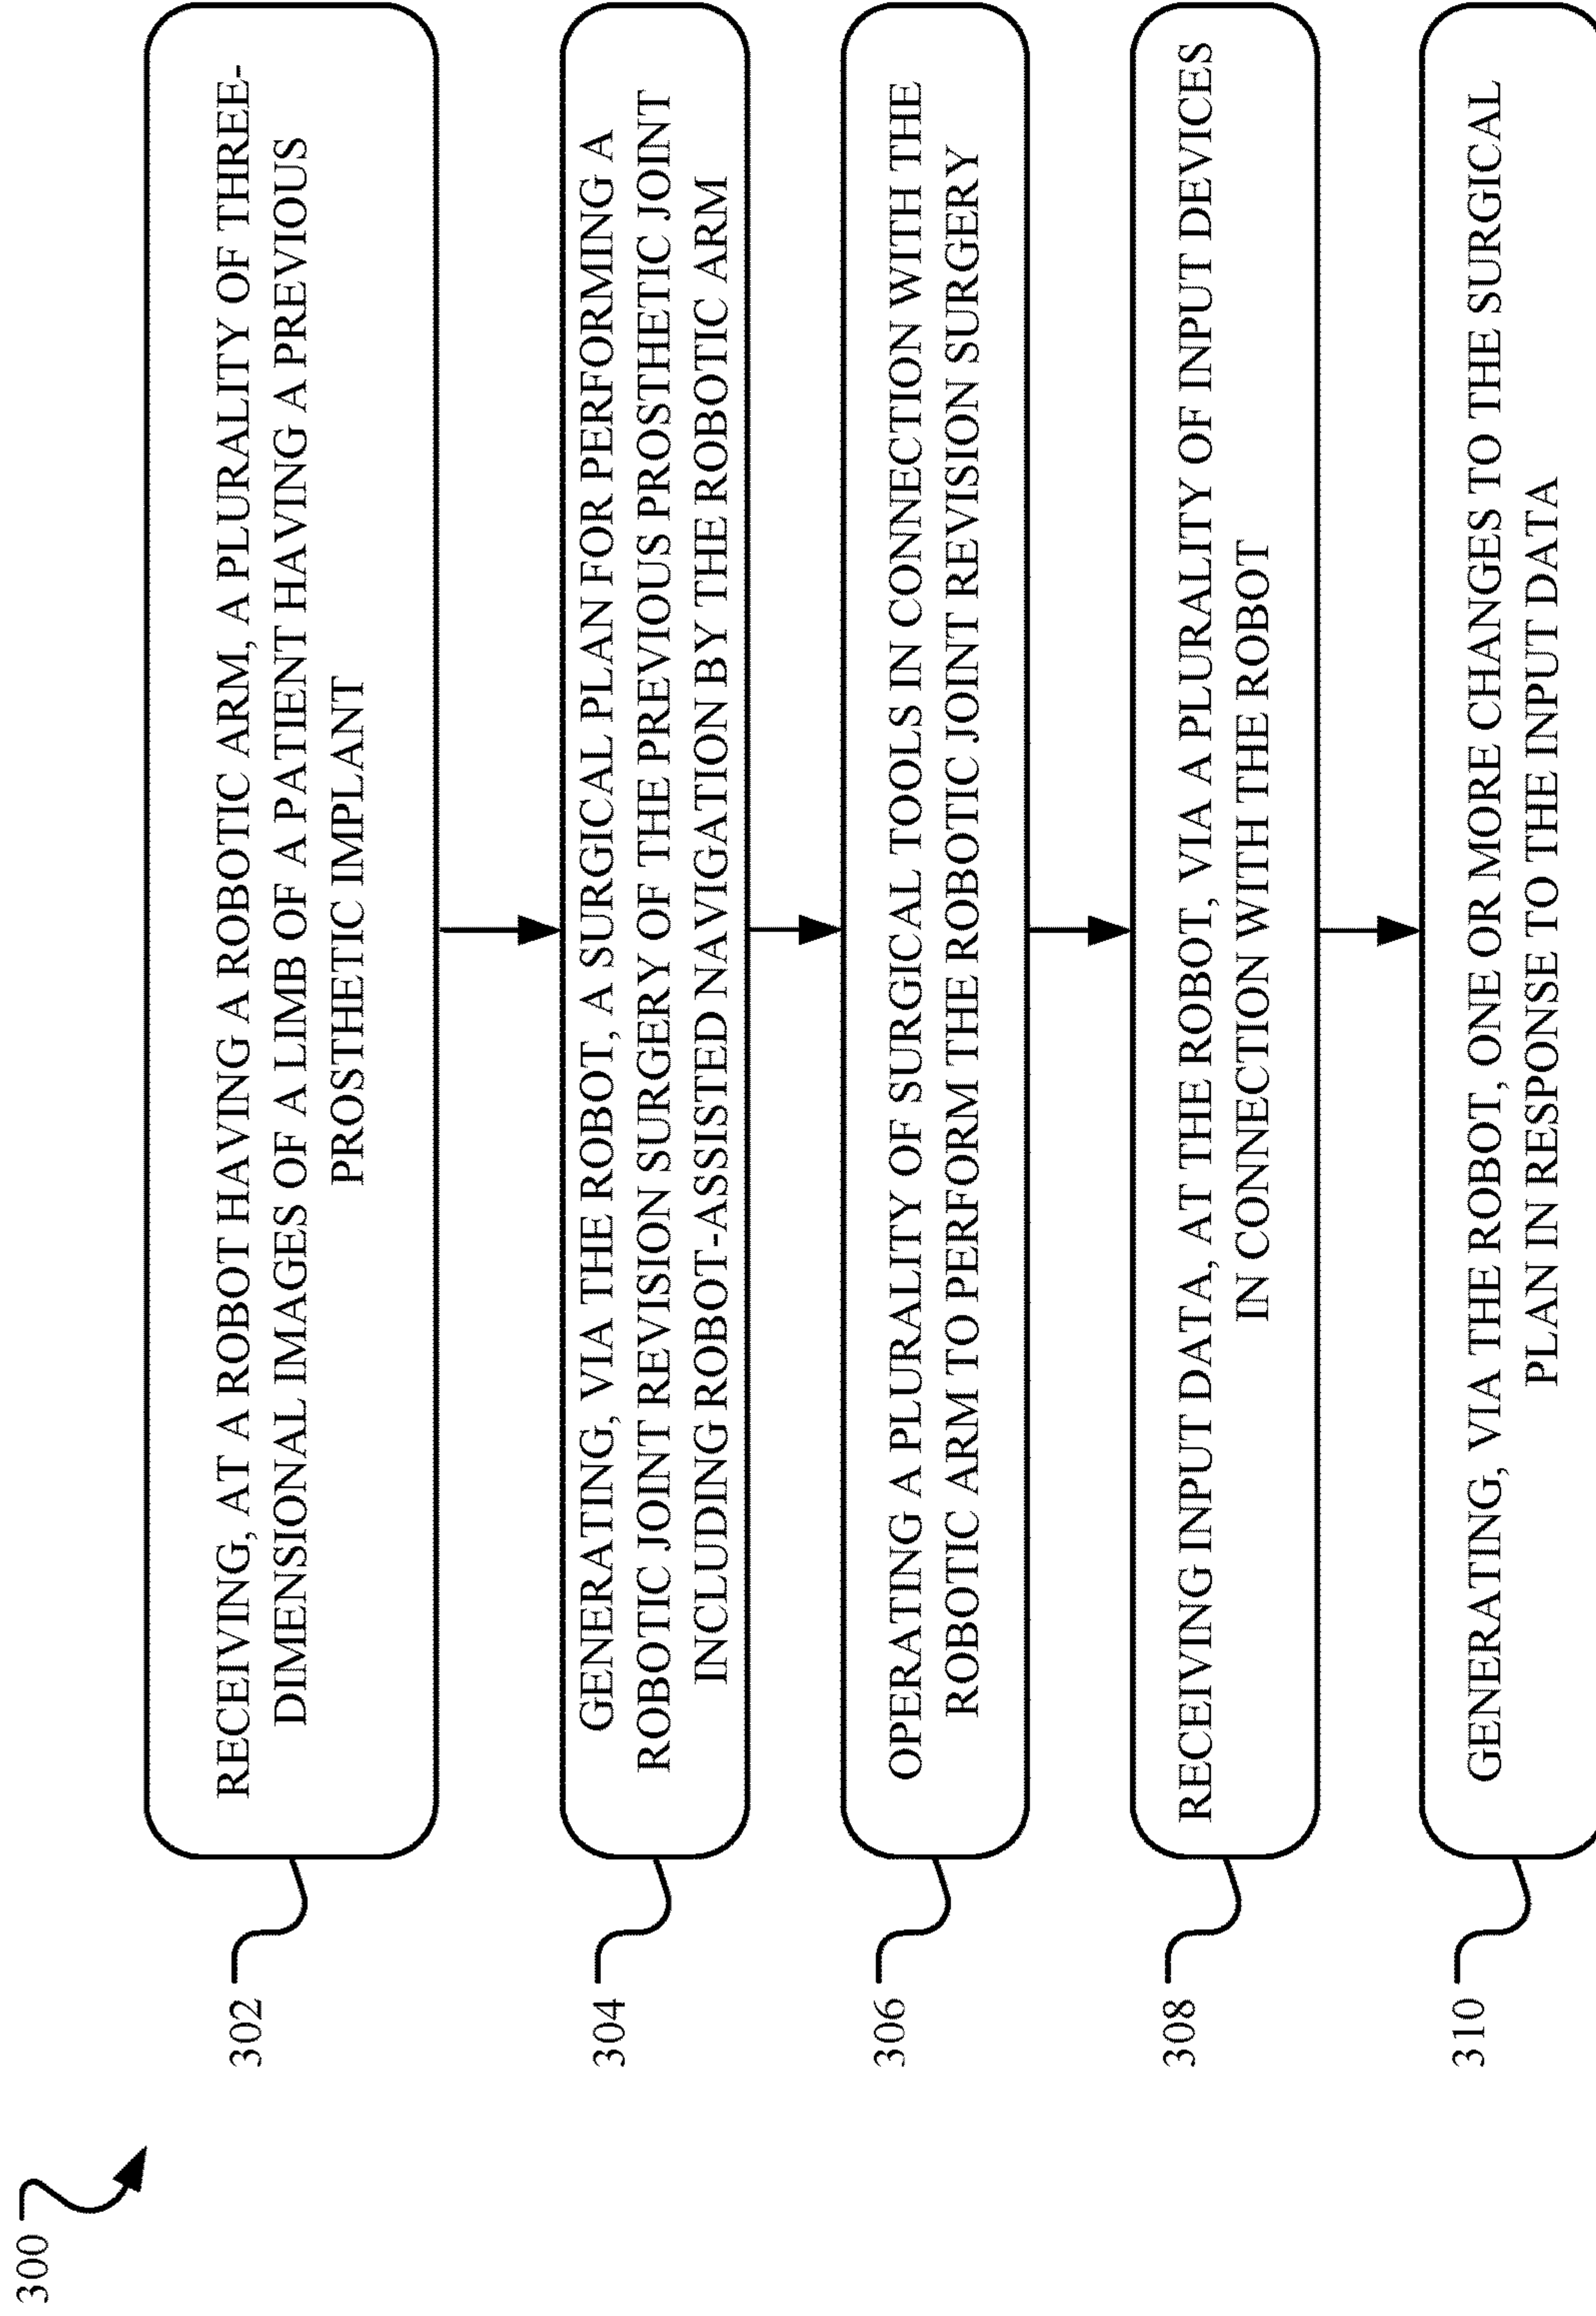 300
302
RECEIVING, AT A ROBOT HAVING A ROBOTIC ARM, A PLURALITY OF THREE-
DIMENSIONAL IMAGES OF A LIMB OF A PATIENT HAVING A PREVIOUS
PROSTHETIC IMPLANT
304
GENERATING, VIA THE ROBOT, A SURGICAL PLAN FOR PERFORMING A
ROBOTIC JOINT REVISION SURGERY OF THE PREVIOUS PROSTHETIC JOINT
INCLUDING ROBOT-ASSISTED NAVIGATION BY THE ROBOTIC ARM
306
OPERATING A PLURALITY OF SURGICAL TOOLS IN CONNECTION WITH THE
ROBOTIC ARM TO PERFORM THE ROBOTIC JOINT REVISION SURGERY
308
RECEIVING INPUT DATA, AT THE ROBOT, VIA A PLURALITY OF INPUT DEVICES
IN CONNECTION WITH THE ROBOT
310
GENERATING, VIA THE ROBOT, ONE OR MORE CHANGES TO THE SURGICAL
PLAN IN RESPONSE TO THE INPUT DATA